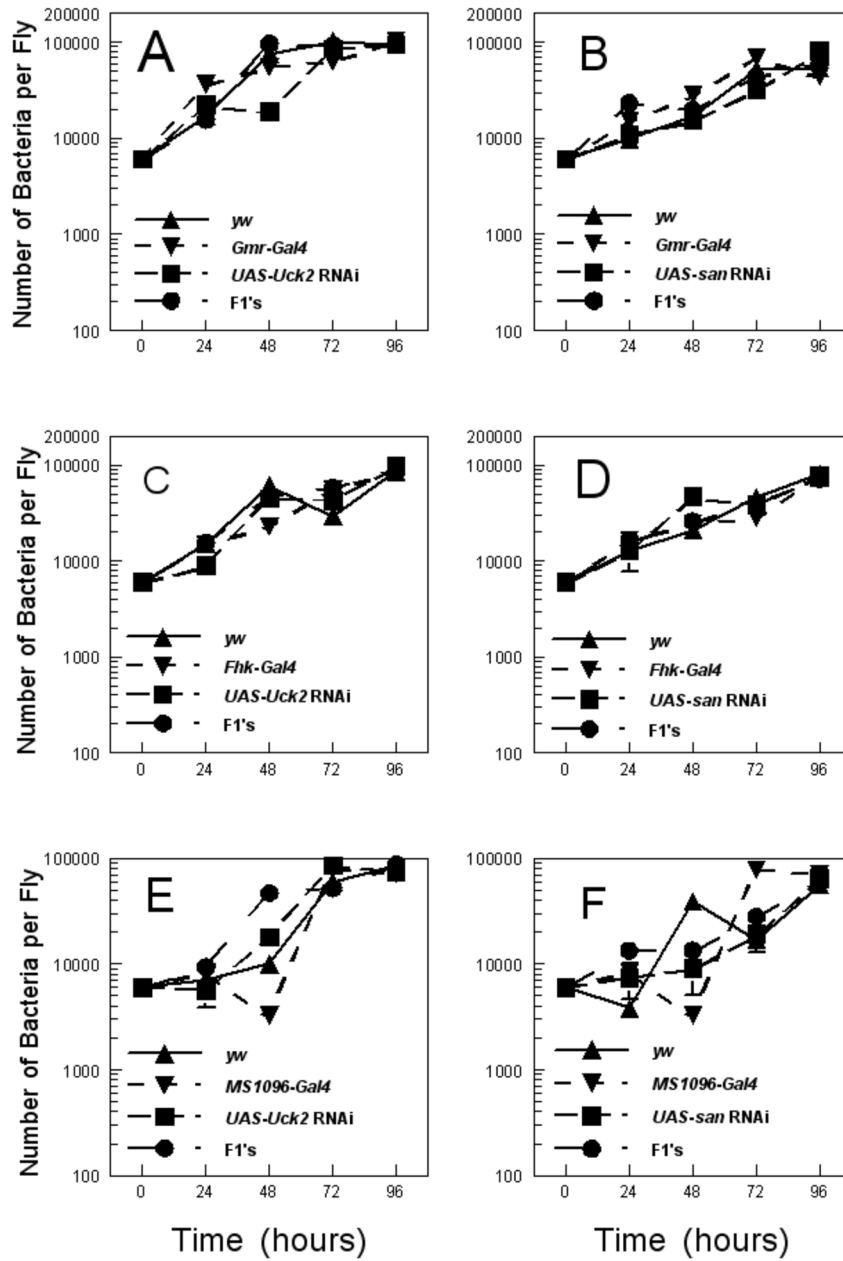 A
Number of Bacteria per Fly
200000
100000
10000
1000
100
yw
Gmr-Gal4
UAS-Uck2 RNAi
F1's
0 24 48 72 96
B
200000
100000
10000
1000
100
yw
Gmr-Gal4
UAS-san RNAi
F1's
0 24 48 72 96
C
Number of Bacteria per Fly
200000
100000
10000
1000
100
yw
Fhk-Gal4
UAS-Uck2 RNAi
F1's
0 24 48 72 96
D
200000
100000
10000
1000
100
yw
Fhk-Gal4
UAS-san RNAi
F1's
0 24 48 72 96
E
Number of Bacteria per Fly
100000
10000
1000
100
yw
MS1096-Gal4
UAS-Uck2 RNAi
F1's
0 24 48 72 96
Time (hours)
F
100000
10000
1000
100
yw
MS1096-Gal4
UAS-san RNAi
F1's
0 24 48 72 96
Time (hours)